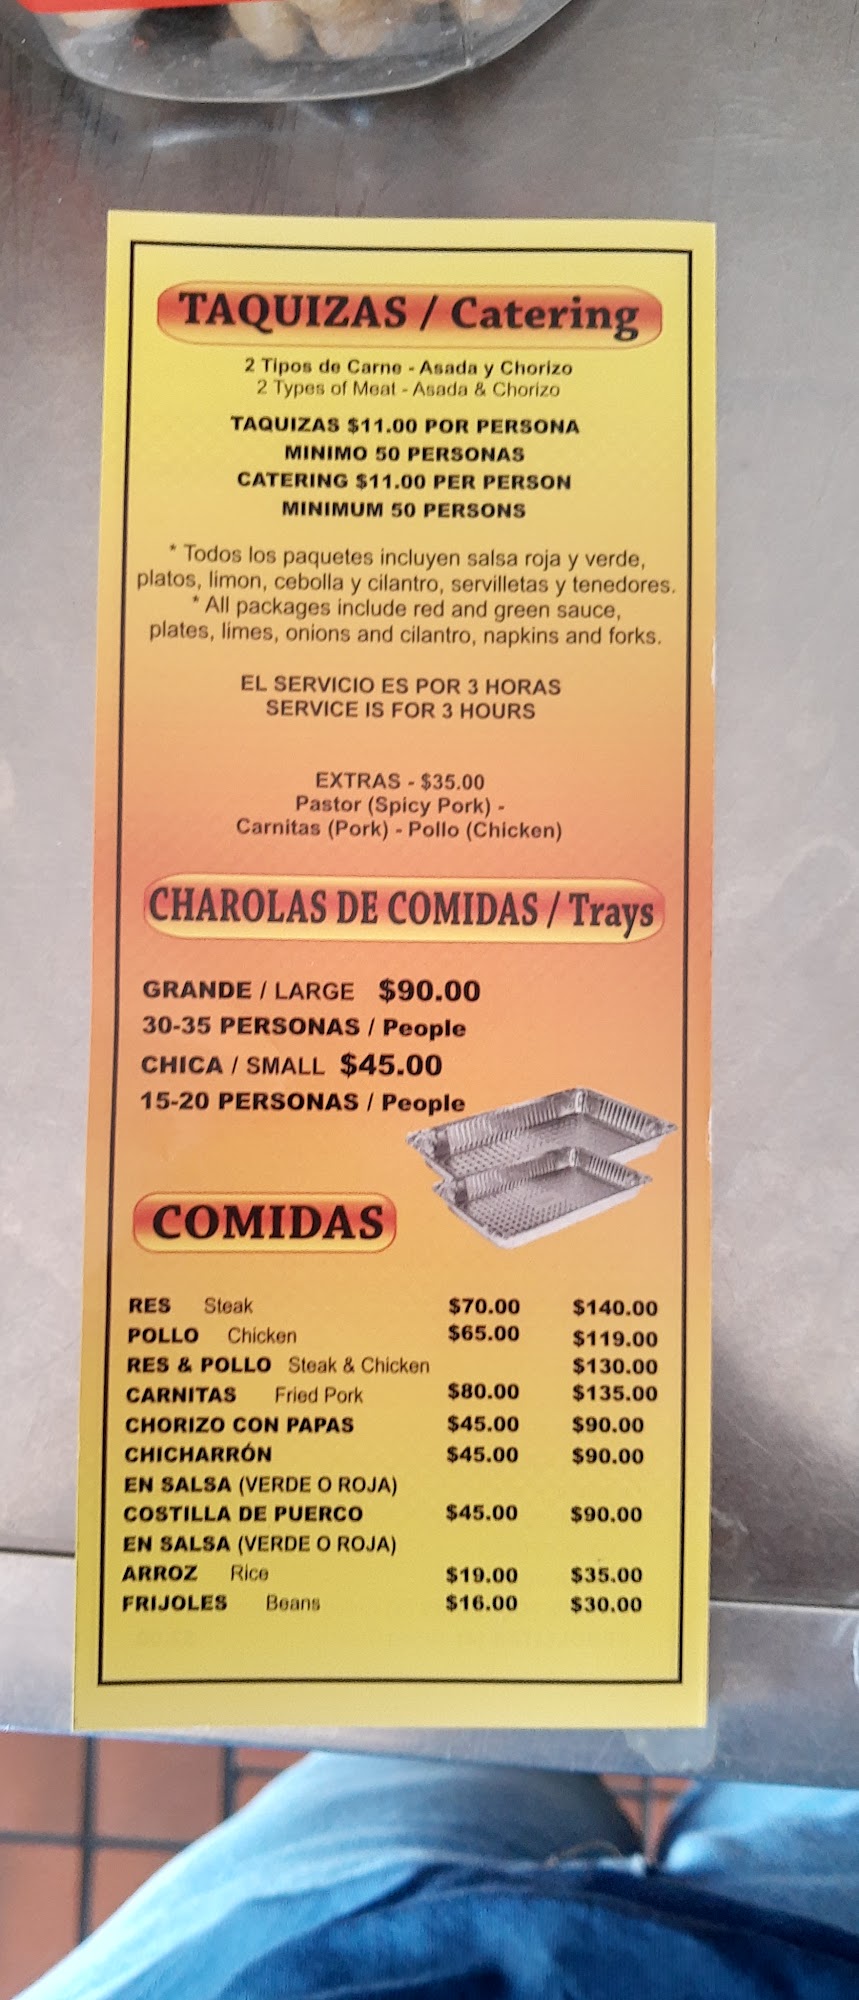 TAQUIZAS / Catering
2 Tipos de Carne - Asada y Chorizo
2 Types of Meat - Asada & Chorizo
TAQUIZAS $11.00 POR PERSONA
MINIMO 50 PERSONAS
CATERING $11.00 PER PERSON
MINIMUM 50 PERSONS
* Todos los paquetes incluyen salsa roja y verde,
platos, limon, cebolla y cilantro, servilletas y tenedores.
* All packages include red and green sauce,
plates, limes, onions and cilantro, napkins and forks.
EL SERVICIO ES POR 3 HORAS
SERVICE IS FOR 3 HOURS
EXTRAS - $35.00
Pastor (Spicy Pork) -
Carnitas (Pork) - Pollo (Chicken)
CHAROLAS DE COMIDAS / Trays
GRANDE / LARGE $90.00
30-35 PERSONAS / People
CHICA / SMALL $45.00
15-20 PERSONAS / People
COMIDAS
RES Steak $70.00 $140.00
POLLO Chicken $65.00 $119.00
RES & POLLO Steak & Chicken $130.00
CARNITAS Fried Pork $80.00 $135.00
CHORIZO CON PAPAS $45.00 $90.00
CHICHARRÓN $45.00 $90.00
EN SALSA (VERDE O ROJA)
COSTILLA DE PUERCO $45.00 $90.00
EN SALSA (VERDE O ROJA)
ARROZ Rice $19.00 $35.00
FRIJOLES Beans $16.00 $30.00